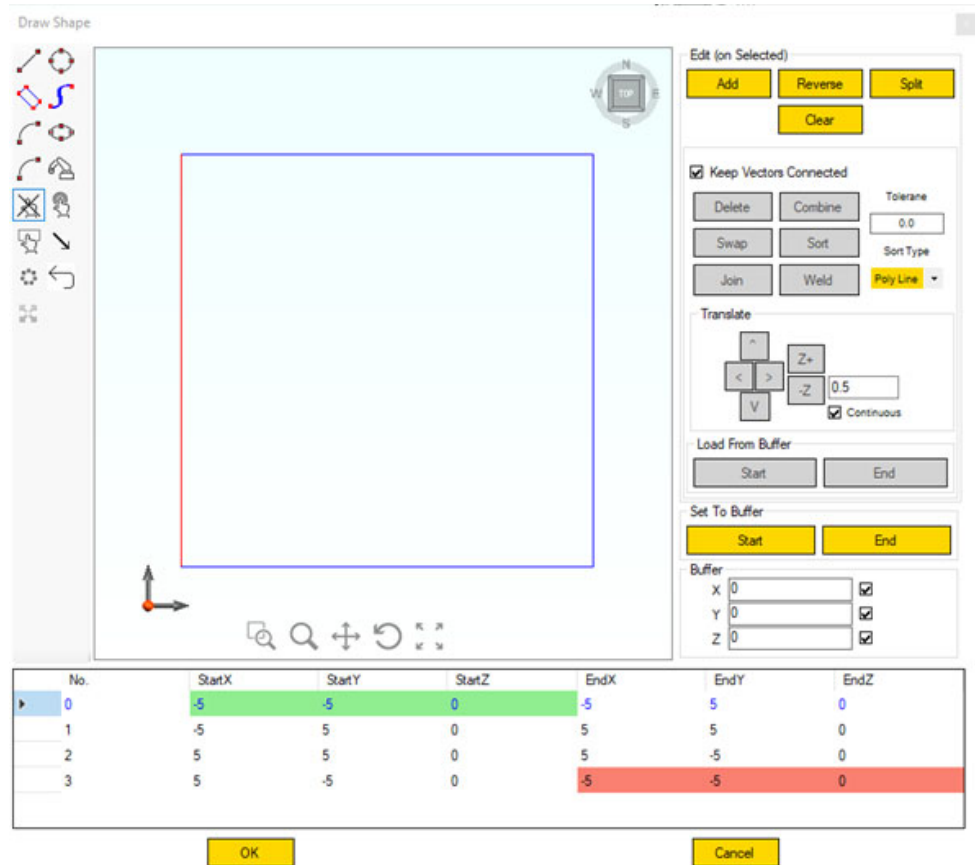 Draw Shape
Edit (on Selected)
Add Reverse Split
Clear
Keep Vectors Connected
Delete Combine Tolerane
0.0
Swap Sort Sort Type
Join Weld Poly Line
Translate
^
< > Z+
-Z 0.5
V Continuous
Load From Buffer
Start End
Set To Buffer
Start End
Buffer
X 0
Y 0
Z 0
N
W TOP E
S
No. StartX StartY StartZ EndX EndY EndZ
0 -5 -5 0 -5 5 0
1 -5 5 0 5 5 0
2 5 5 0 5 -5 0
3 5 -5 0 -5 -5 0
OK Cancel